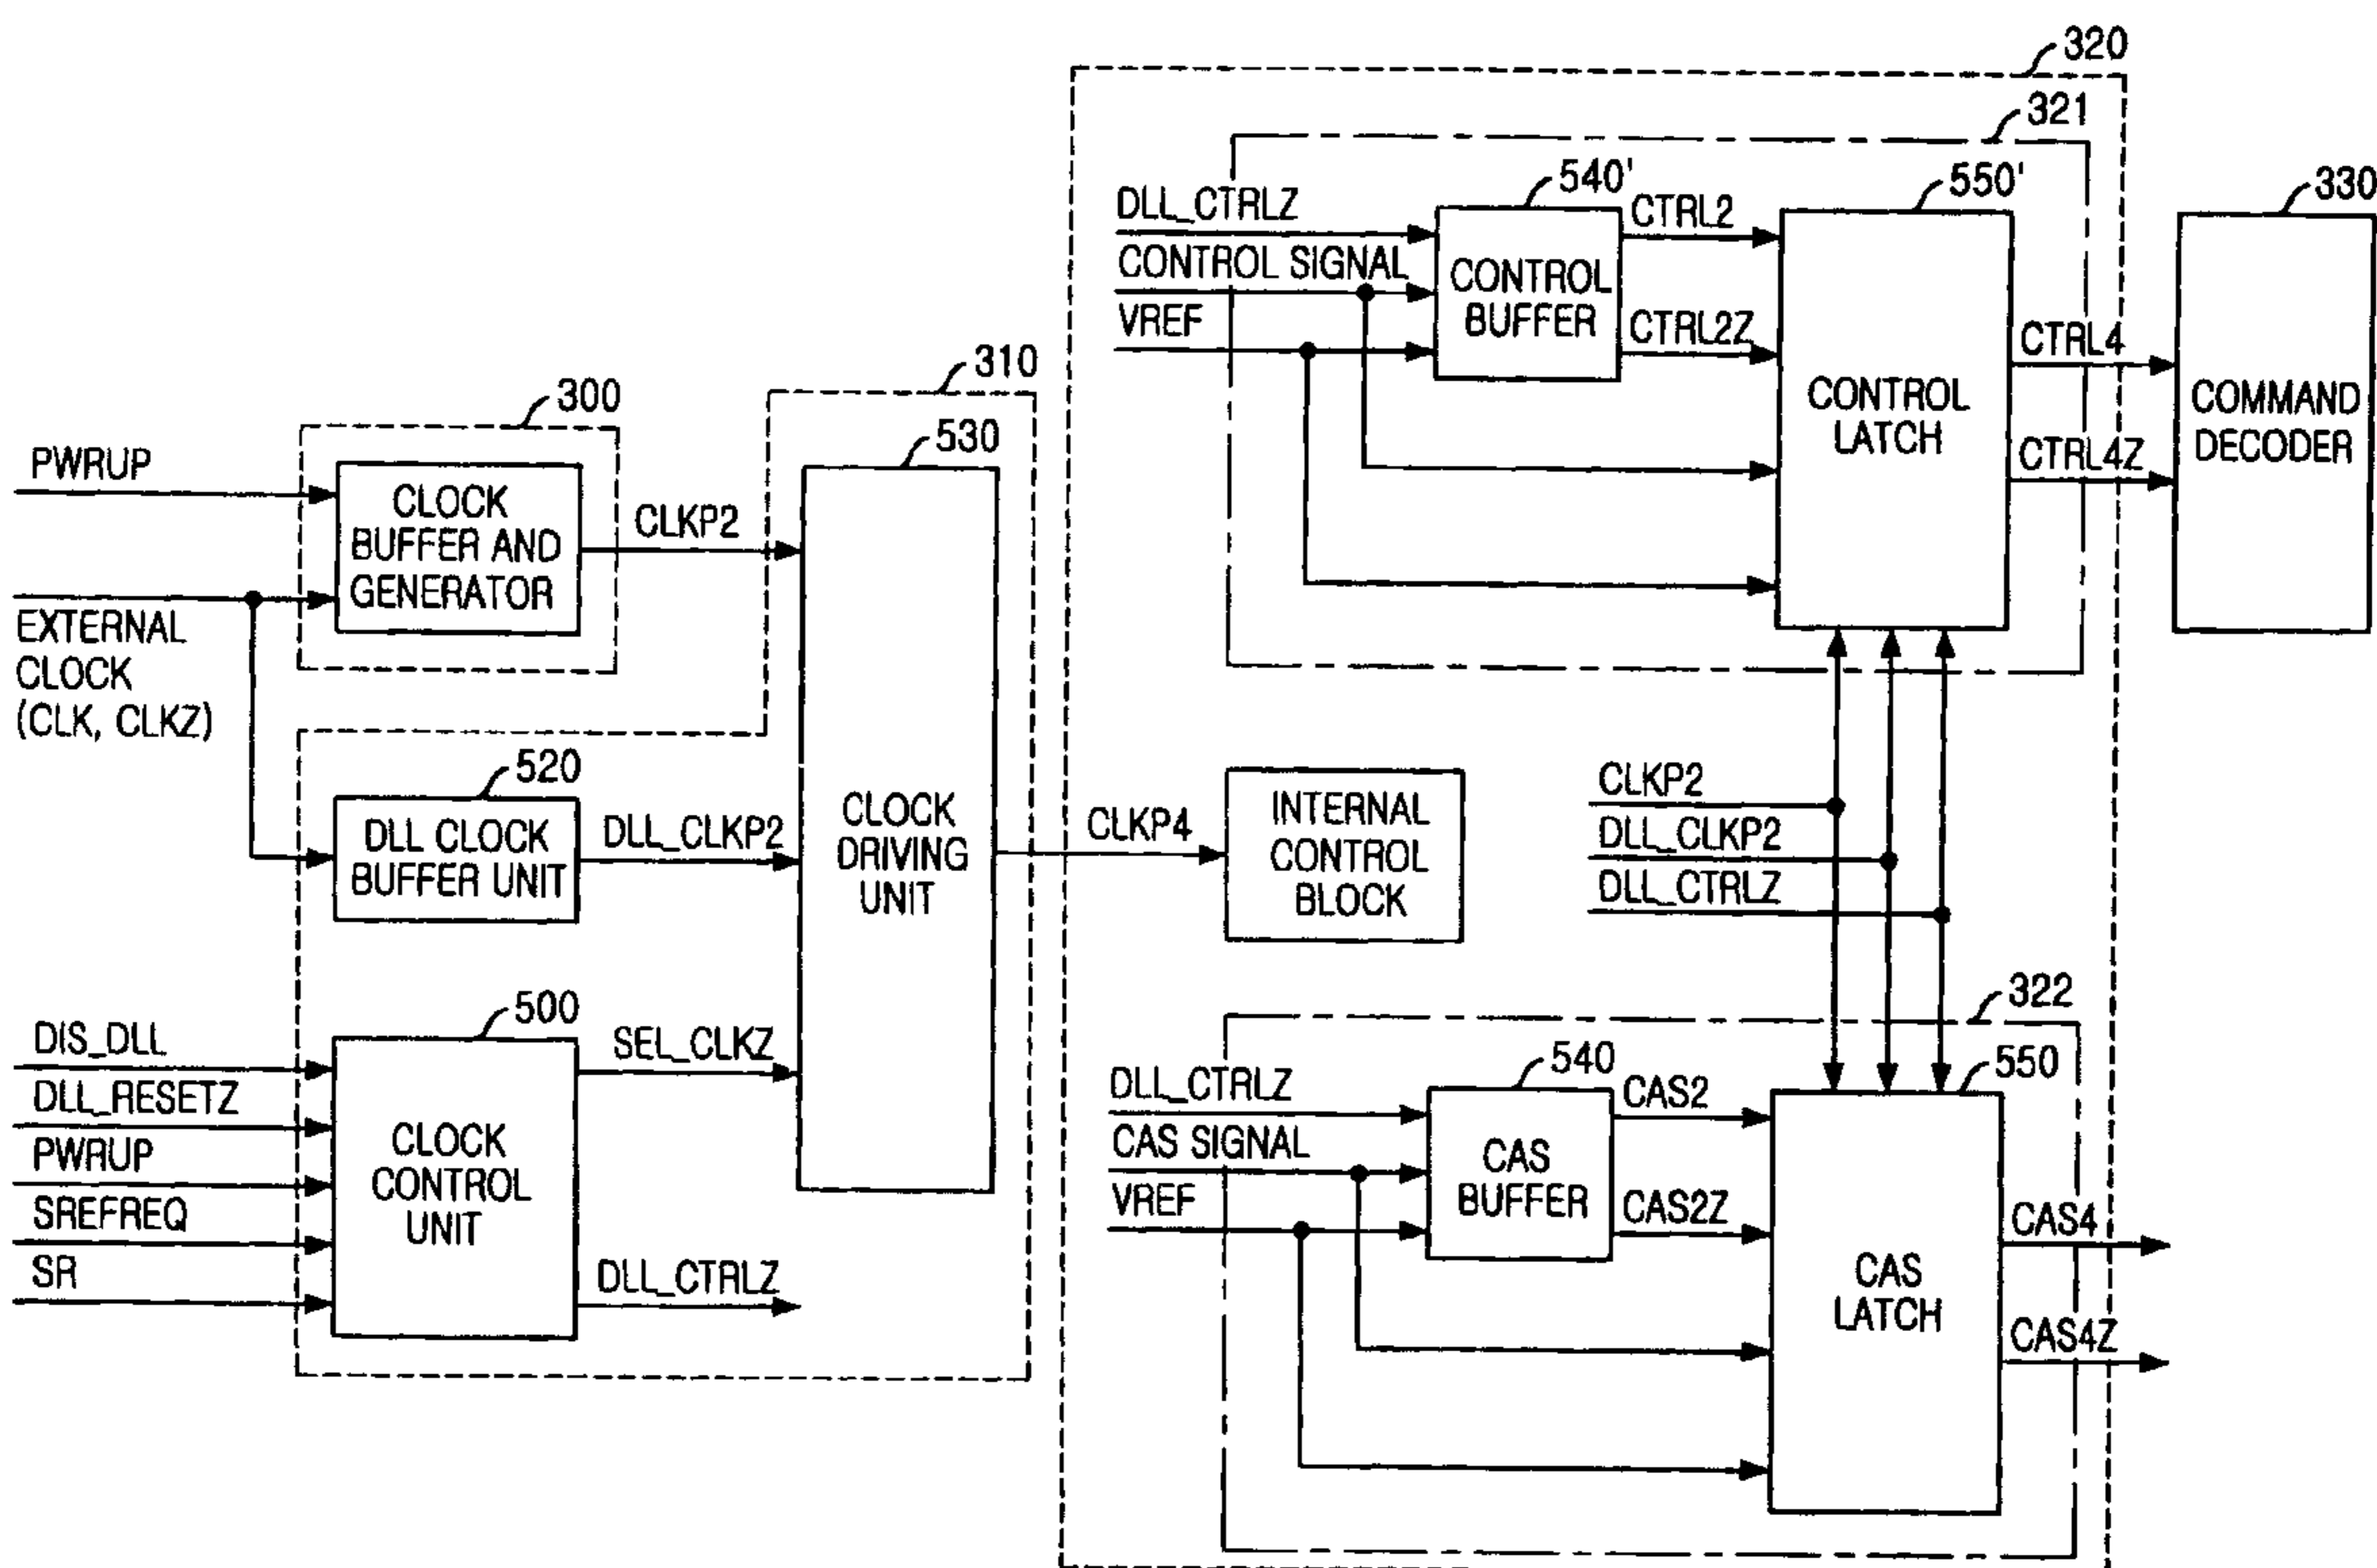 320
321
540'
550'
330
DLL_CTRLZ
CONTROL SIGNAL
VREF
CONTROL
BUFFER
CTRL2
CTRL2Z
CONTROL
LATCH
CTRL4
CTRL4Z
COMMAND
DECODER
310
300
530
PWRUP
EXTERNAL
CLOCK
(CLK, CLKZ)
CLOCK
BUFFER AND
GENERATOR
CLKP2
520
DLL CLOCK
BUFFER UNIT
DLL_CLKP2
CLOCK
DRIVING
UNIT
CLKP4
INTERNAL
CONTROL
BLOCK
CLKP2
DLL_CLKP2
DLL_CTRLZ
500
DIS_DLL
DLL_RESETZ
PWRUP
SREFREQ
SR
CLOCK
CONTROL
UNIT
SEL_CLKZ
DLL_CTRLZ
322
540
550
DLL_CTRLZ
CAS SIGNAL
VREF
CAS
BUFFER
CAS2
CAS2Z
CAS
LATCH
CAS4
CAS4Z